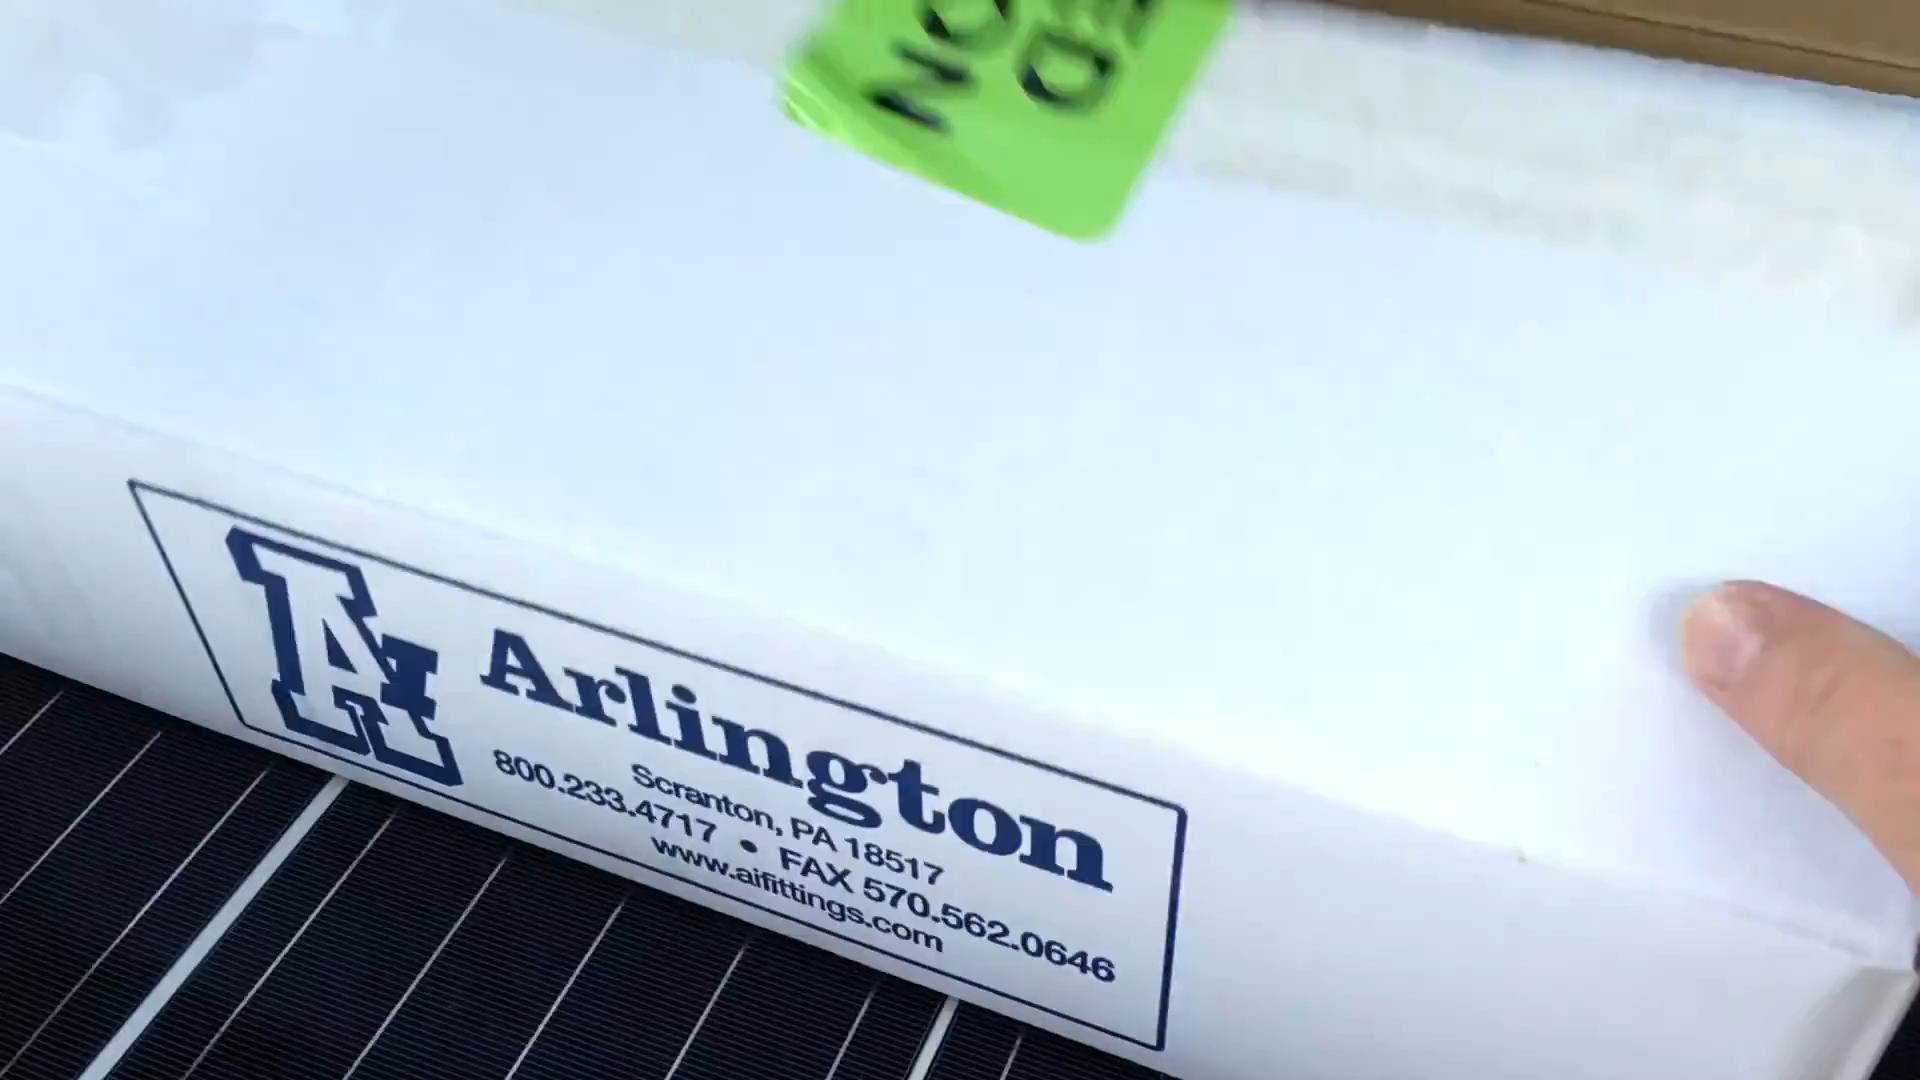 Arlington
Scranton, PA 18517
800.233.4717 • FAX 570.562.0646
www.aifittings.com